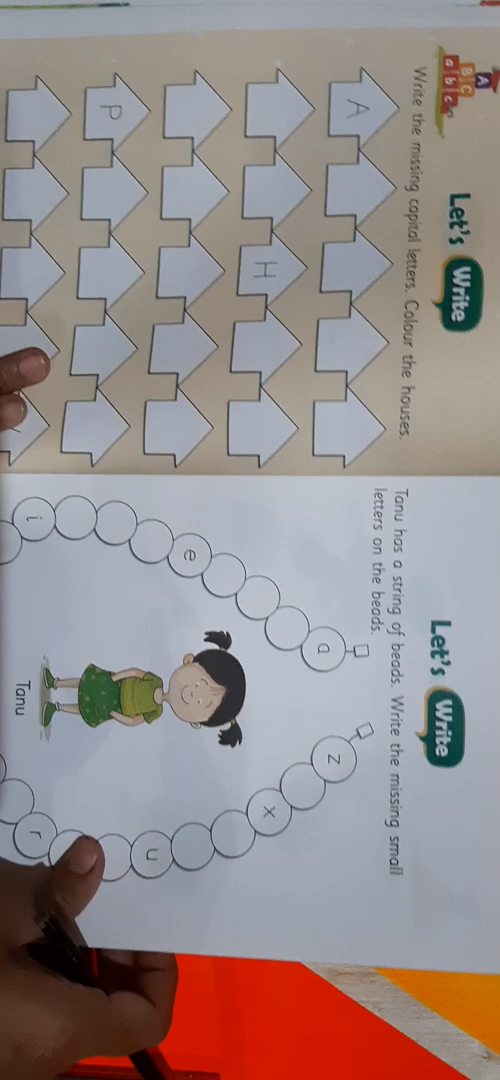 A
B C
a b c
Let's Write
Write the missing capital letters. Colour the houses.
A
H
P
Let's Write
Tanu has a string of beads. Write the missing small
letters on the beads.
a
z
x
e
u
i
r
Tanu